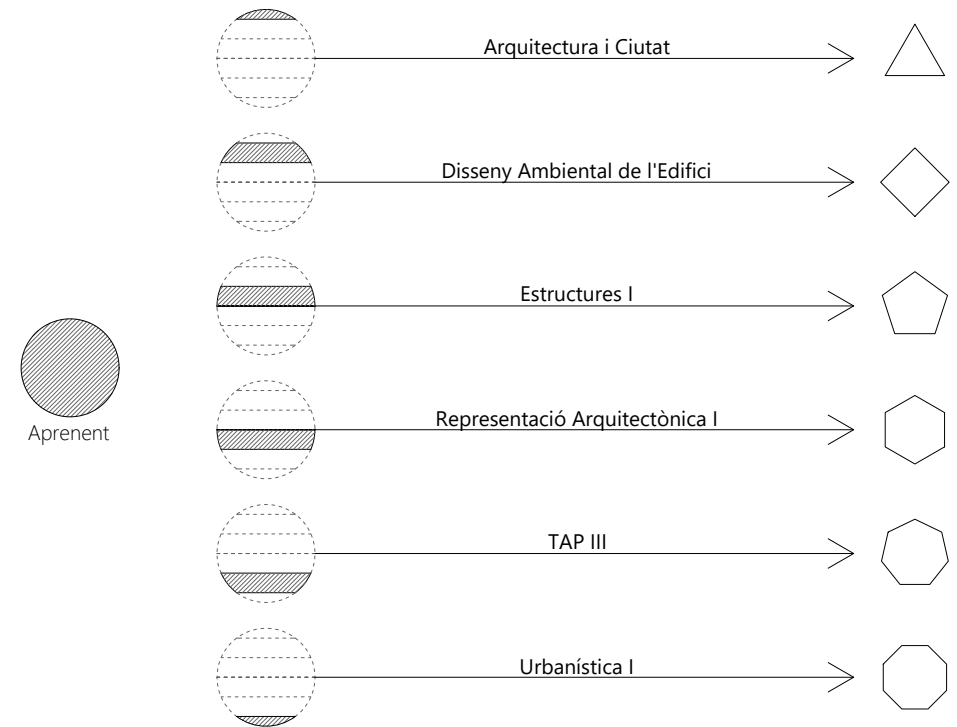 Arquitectura i Ciutat
Disseny Ambiental de l'Edifici
Estructures I
Aprenent
Representació Arquitectònica I
TAP III
Urbanística I